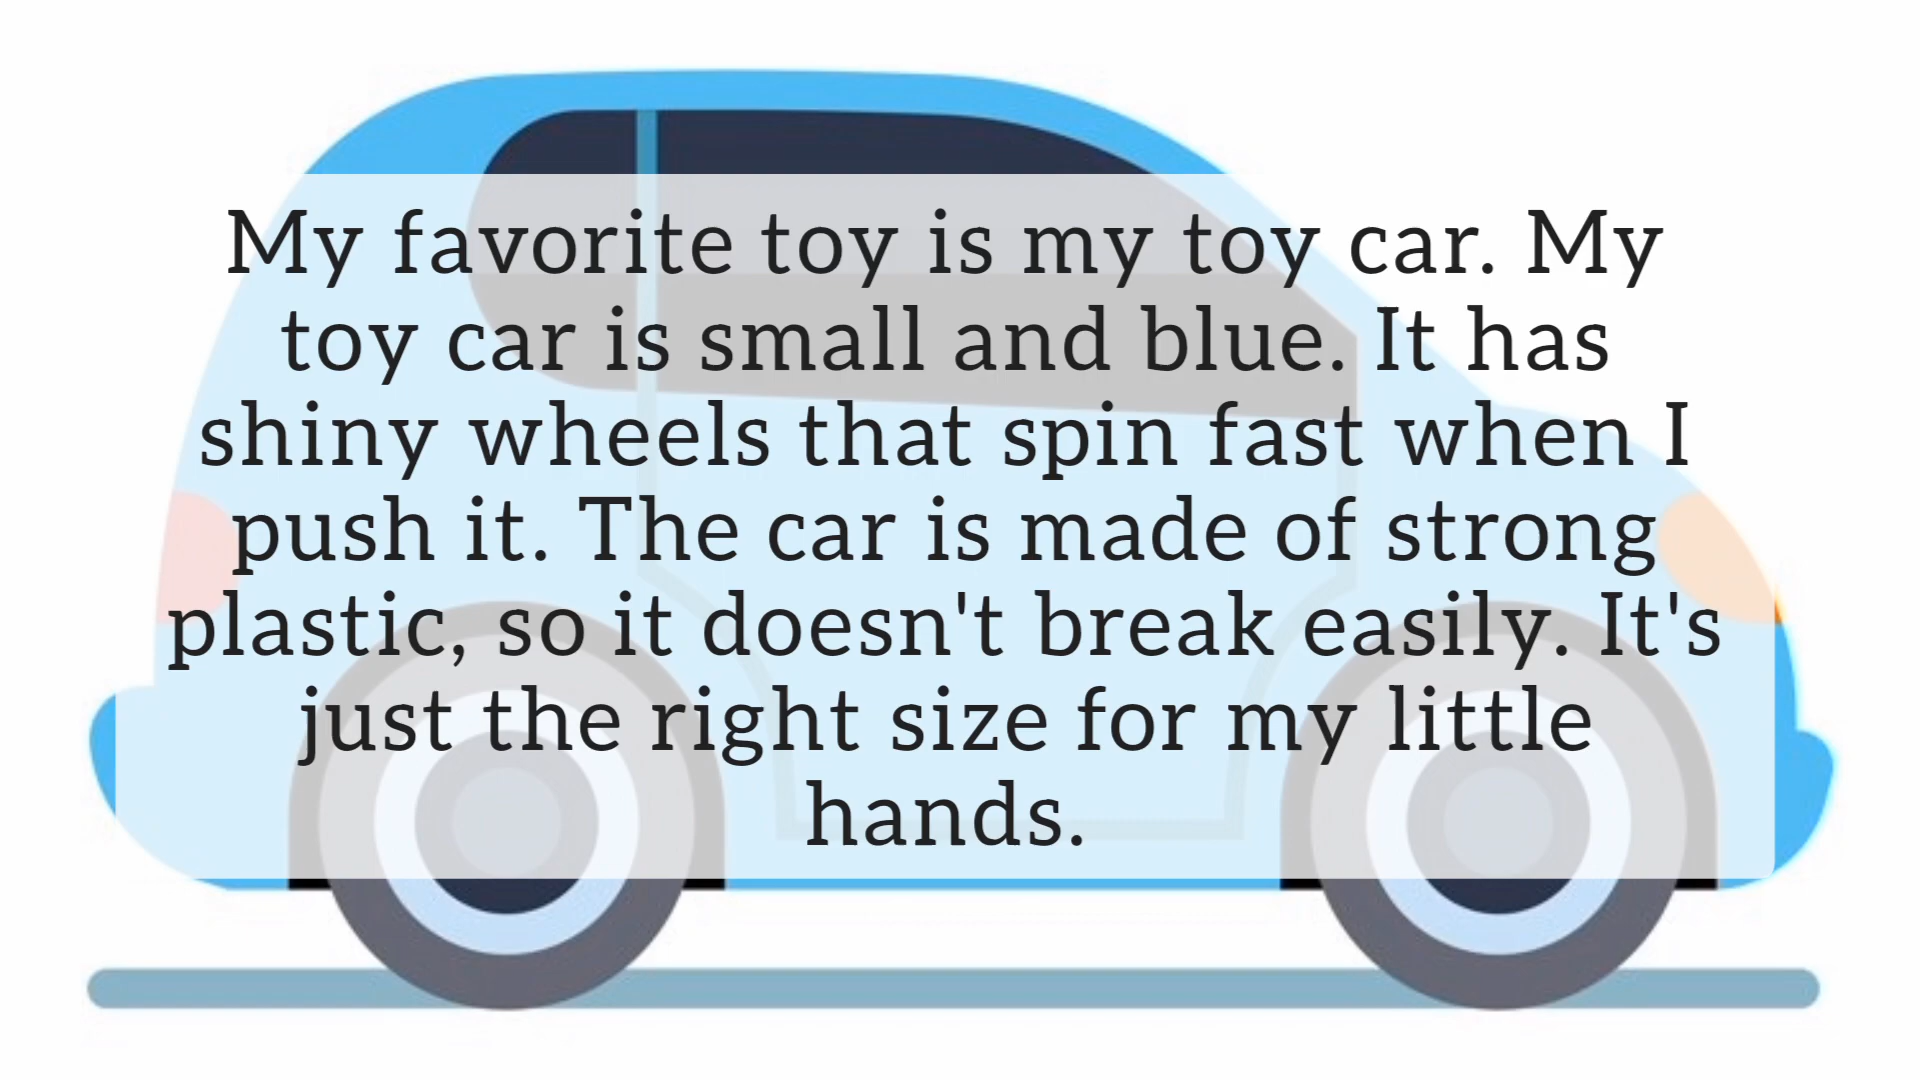 My favorite toy is my toy car. My
toy car is small and blue. It has
shiny wheels that spin fast when I
push it. The car is made of strong
plastic, so it doesn't break easily. It's
just the right size for my little
hands.